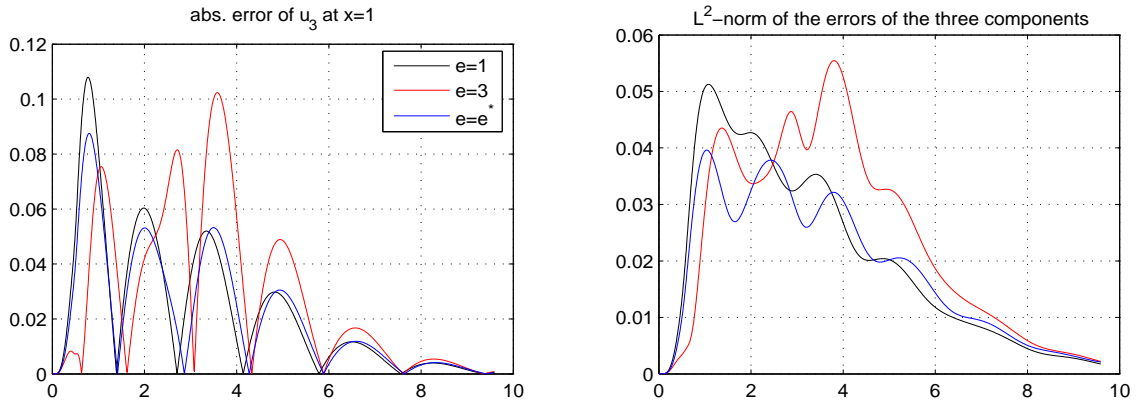 abs. error of u_3 at x=1
0.12
0.1
0.08
0.06
0.04
0.02
0
0 2 4 6 8 10
e=1
e=3
e=e*
L^2−norm of the errors of the three components
0.06
0.05
0.04
0.03
0.02
0.01
0
0 2 4 6 8 10